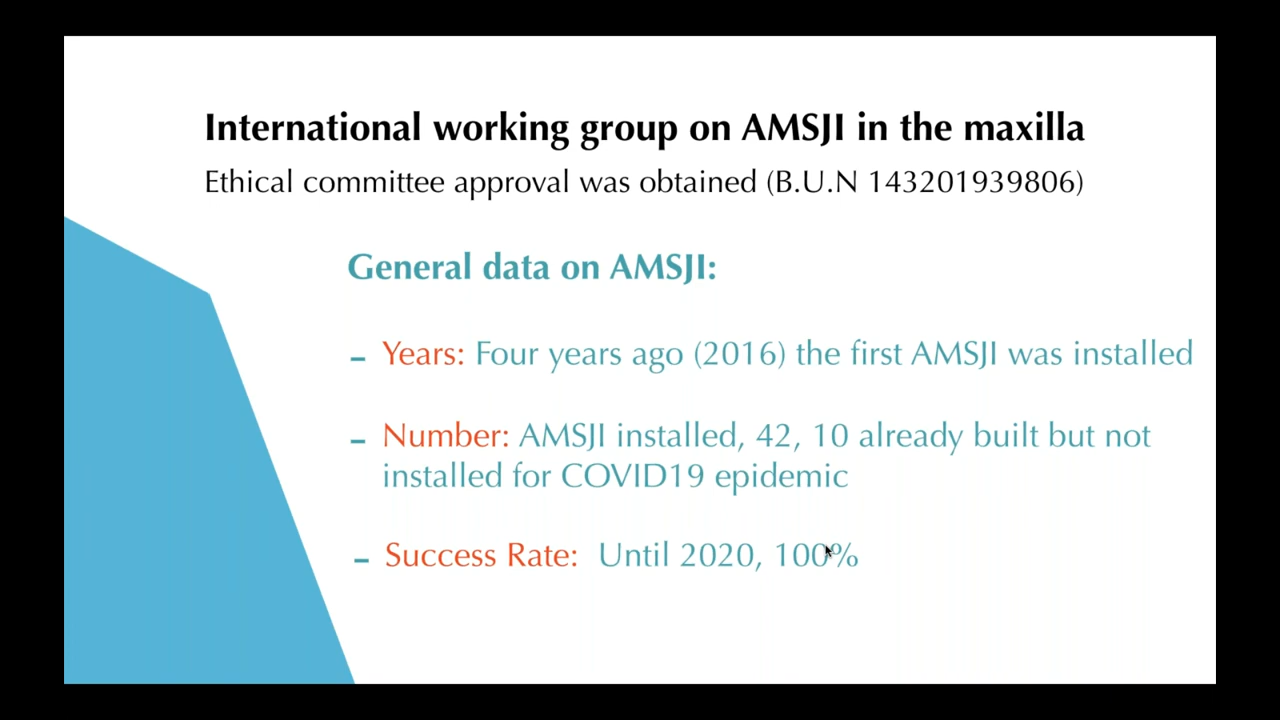 International working group on AMSJI in the maxilla
Ethical committee approval was obtained (B.U.N 143201939806)
General data on AMSJI:
– Years: Four years ago (2016) the first AMSJI was installed
– Number: AMSJI installed, 42, 10 already built but not
installed for COVID19 epidemic
– Success Rate: Until 2020, 100%